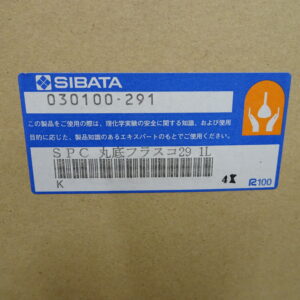 SIBATA
030100-291
この製品をご使用の際は、理化学実験の安全に関する知識、および使用
目的に応じた、製品知識のあるエキスパートのもとでご使用ください。
SPC 丸底フラスコ29 1L
K
R100